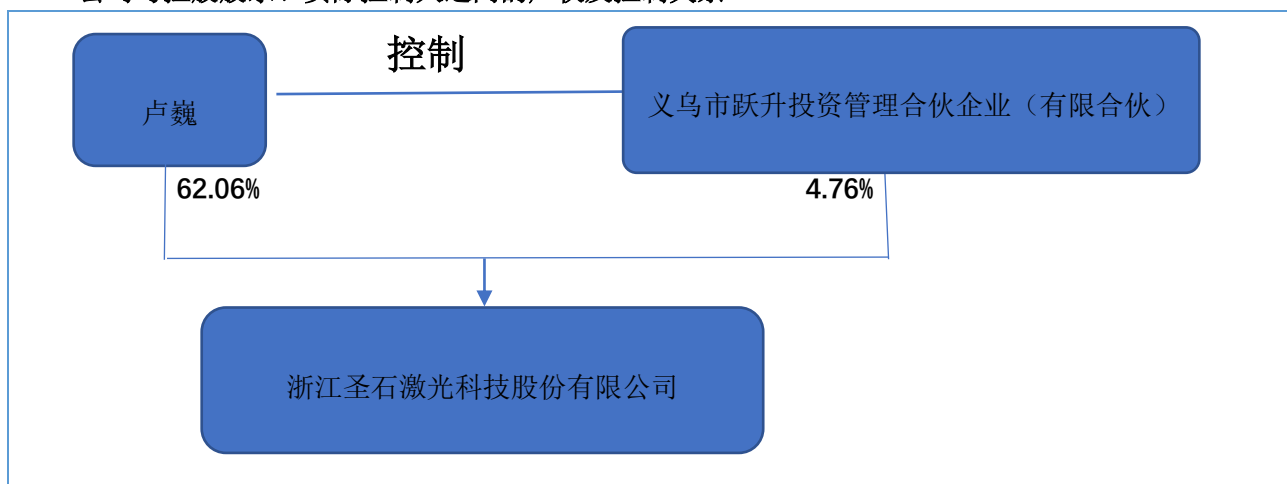 控制
卢巍
义乌市跃升投资管理合伙企业（有限合伙）
62.06%
4.76%
浙江圣石激光科技股份有限公司